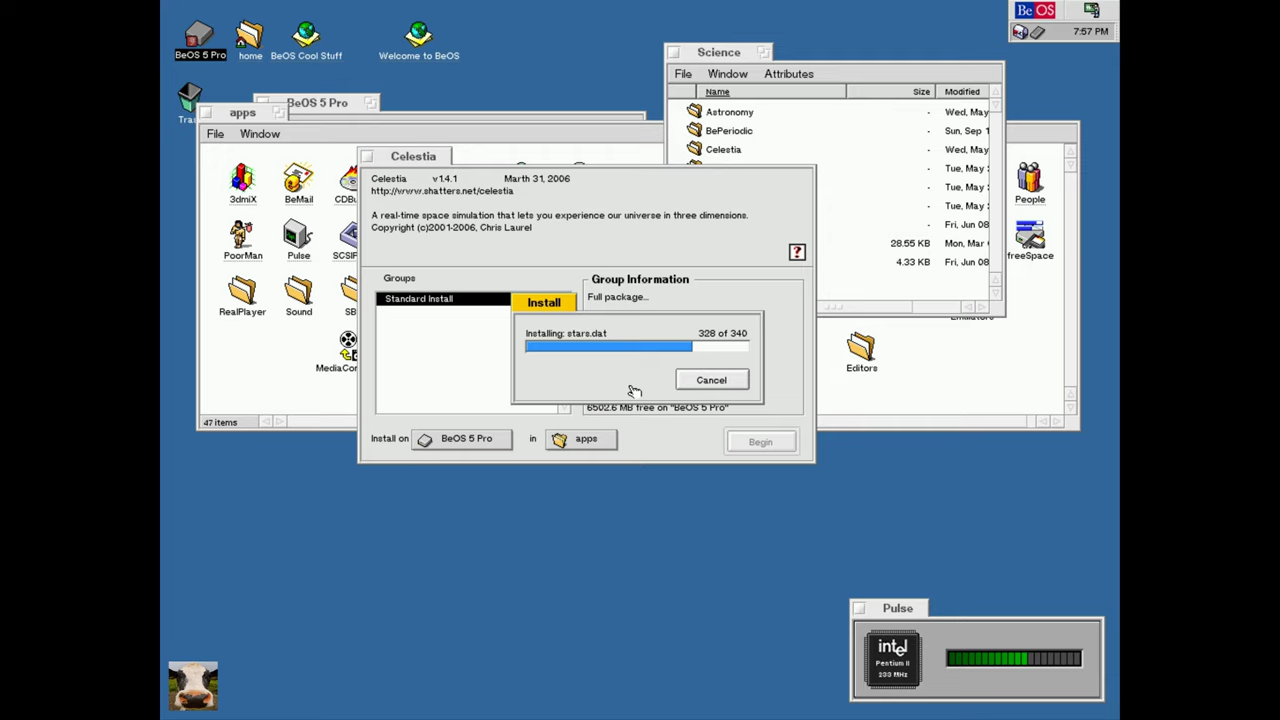 BeOS 5 Pro
home
BeOS Cool Stuff
Welcome to BeOS
BeOS
7:57 PM
BeOS 5 Pro
apps
File Window
3dmiX
BeMail
PoorMan
Pulse
RealPlayer
Sound
People
Editors
47 items
Science
File Window Attributes
Name Size Modified
Astronomy - Wed, May
BePeriodic - Sun, Sep 1
Celestia - Wed, May
- Tue, May
- Tue, May
- Tue, May
- Fri, Jun 08
28.55 KB Mon, Mar
4.33 KB Fri, Jun 08
Celestia
Celestia v1.4.1 Marth 31, 2006
http://www.shatters.net/celestia
A real-time space simulation that lets you experience our universe in three dimensions.
Copyright (c)2001-2006, Chris Laurel
?
Groups
Standard Install
Group Information
Full package...
6502.6 MB free on "BeOS 5 Pro"
Install
Installing: stars.dat 328 of 340
Cancel
Install on BeOS 5 Pro in apps
Begin
Pulse
intel
Pentium II
233 MHz